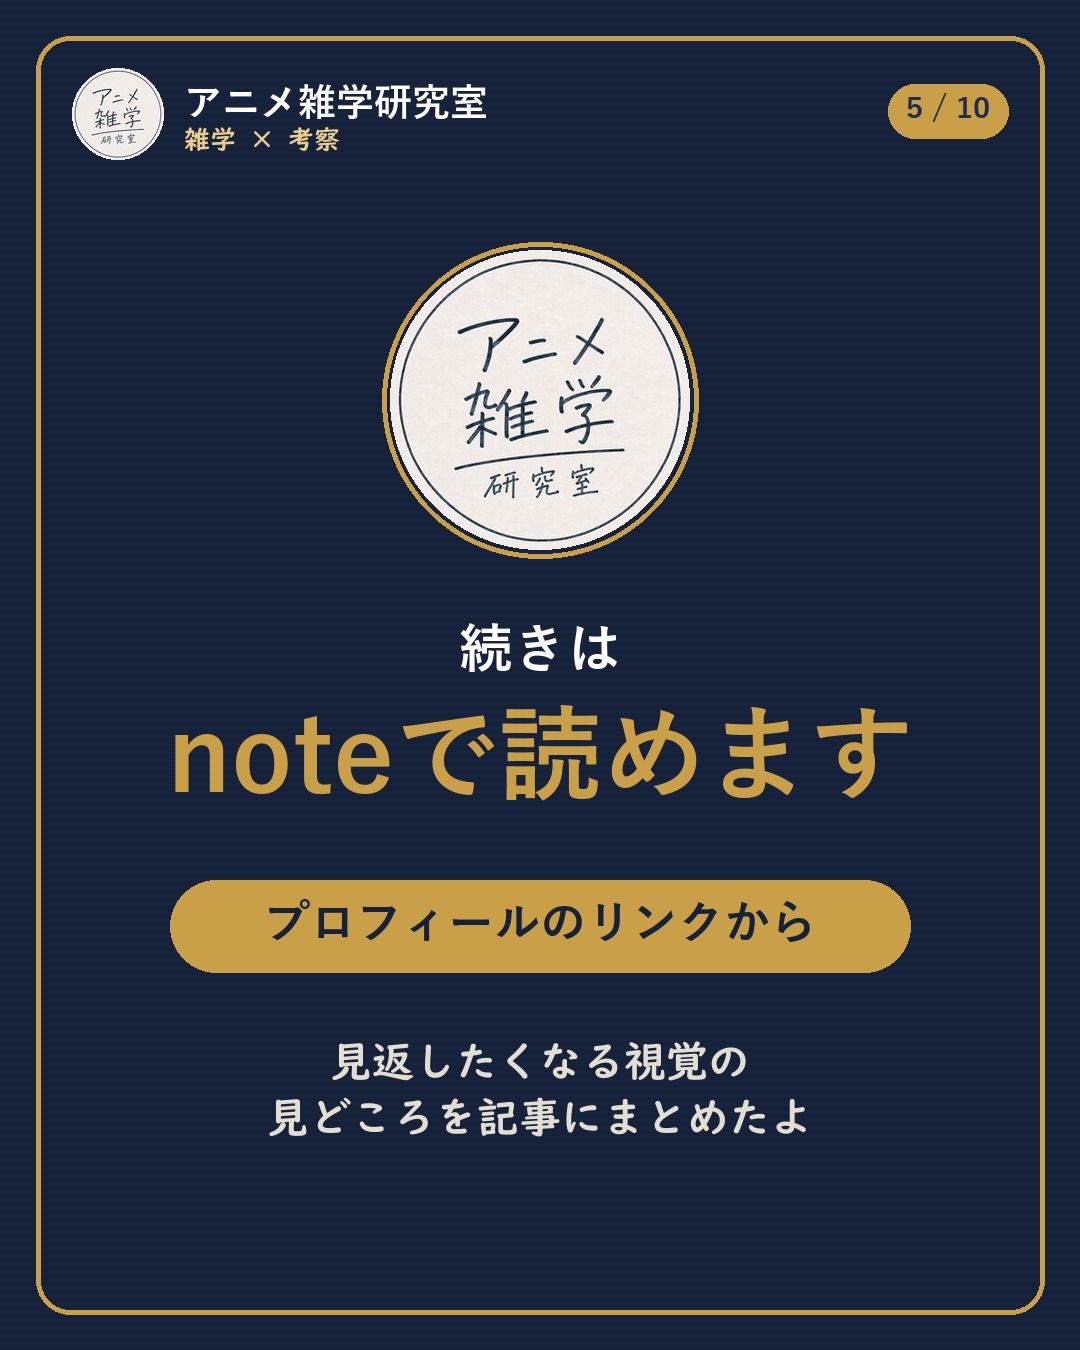 アニメ
雑学
研究室
アニメ雑学研究室
雑学 × 考察
5 / 10
アニメ
雑学
研究室
続きは
noteで読めます
プロフィールのリンクから
見返したくなる視覚の
見どころを記事にまとめたよ